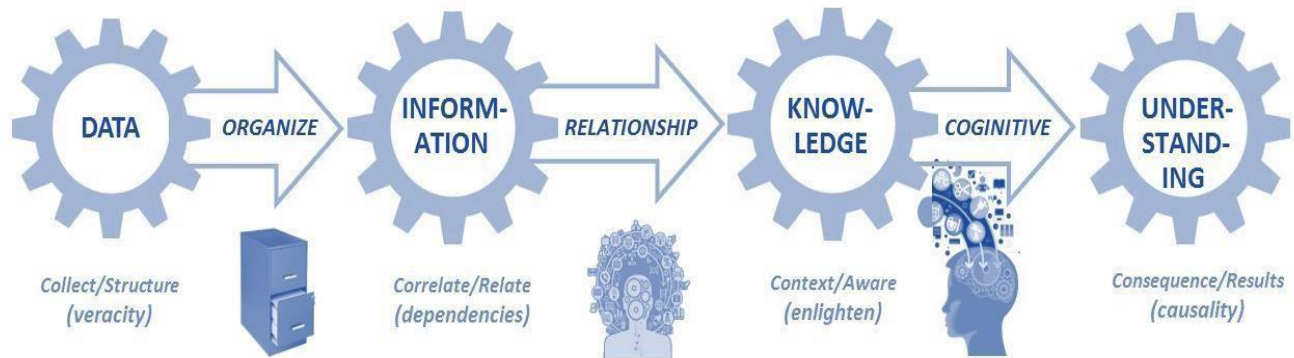 DATA
ORGANIZE
INFORM-
ATION
RELATIONSHIP
KNOW-
LEDGE
COGINITIVE
UNDER-
STAND-
ING
Collect/Structure
(veracity)
Correlate/Relate
(dependencies)
Context/Aware
(enlighten)
Consequence/Results
(causality)